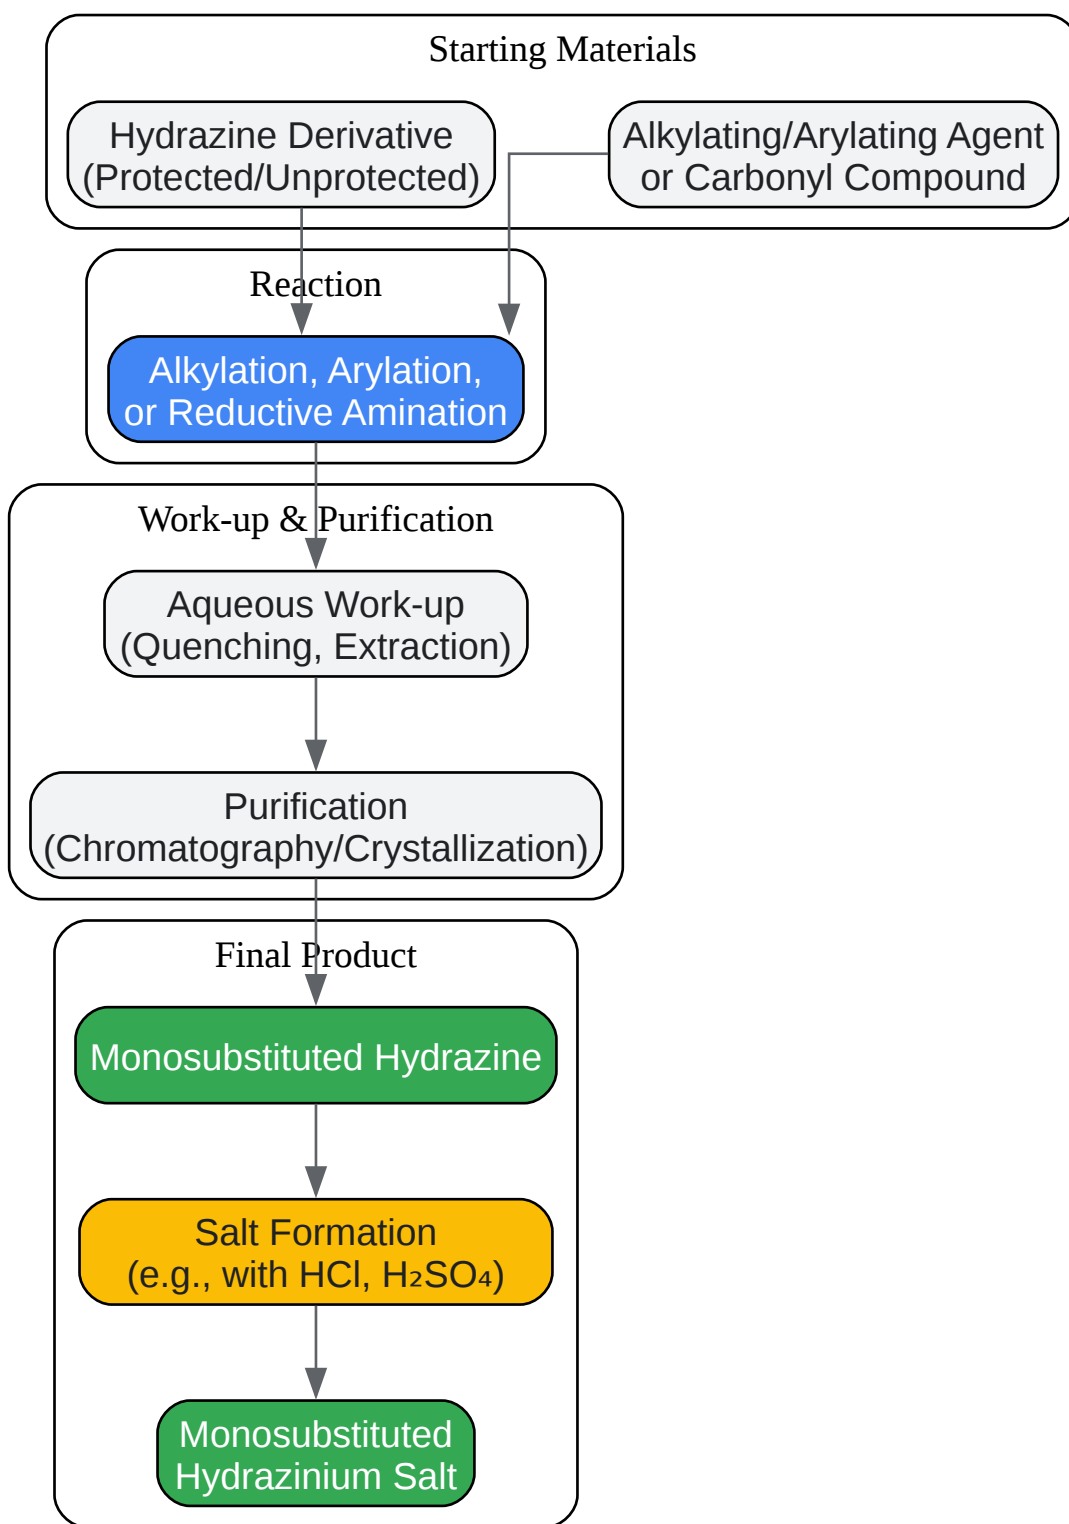 Starting Materials
Hydrazine Derivative
(Protected/Unprotected)
Alkylating/Arylating Agent
or Carbonyl Compound
Reaction
Alkylation, Arylation,
or Reductive Amination
Work-up & Purification
Aqueous Work-up
(Quenching, Extraction)
Purification
(Chromatography/Crystallization)
Final Product
Monosubstituted Hydrazine
Salt Formation
(e.g., with HCl, H₂SO₄)
Monosubstituted
Hydrazinium Salt